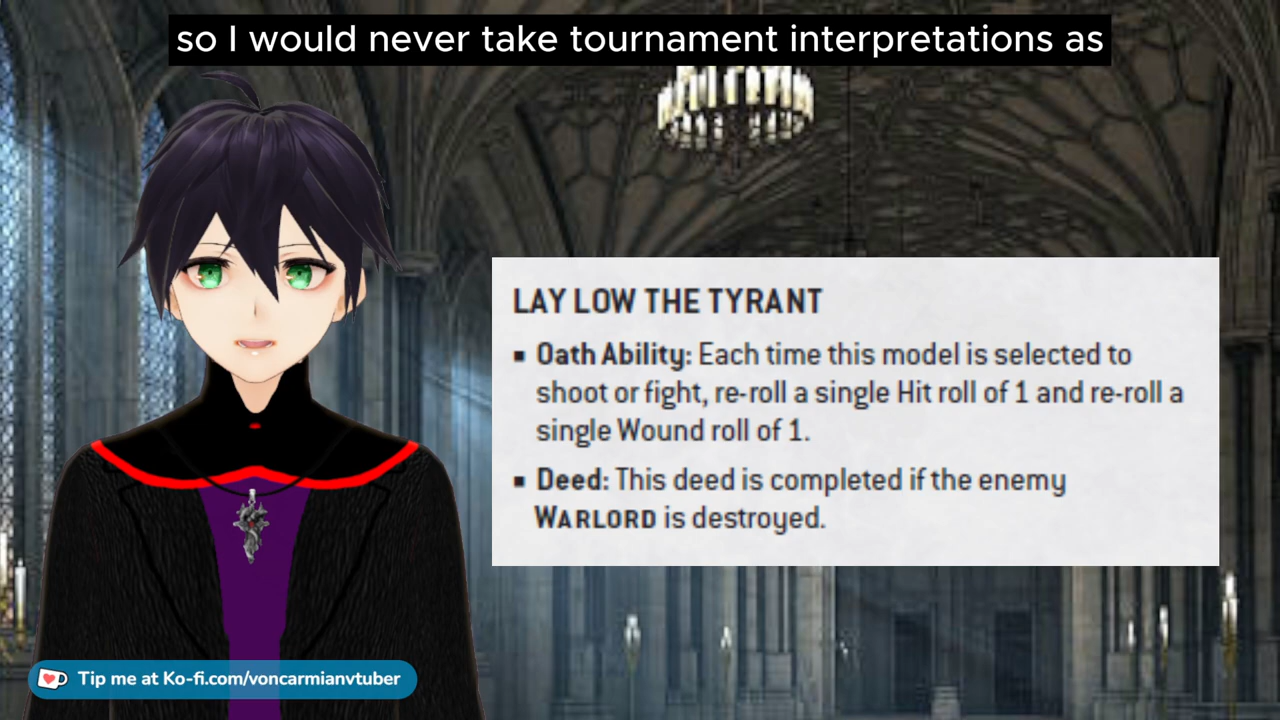 so I would never take tournament interpretations as
LAY LOW THE TYRANT
▪ Oath Ability: Each time this model is selected to
shoot or fight, re-roll a single Hit roll of 1 and re-roll a
single Wound roll of 1.
▪ Deed: This deed is completed if the enemy
WARLORD is destroyed.
Tip me at Ko-fi.com/voncarmianvtuber